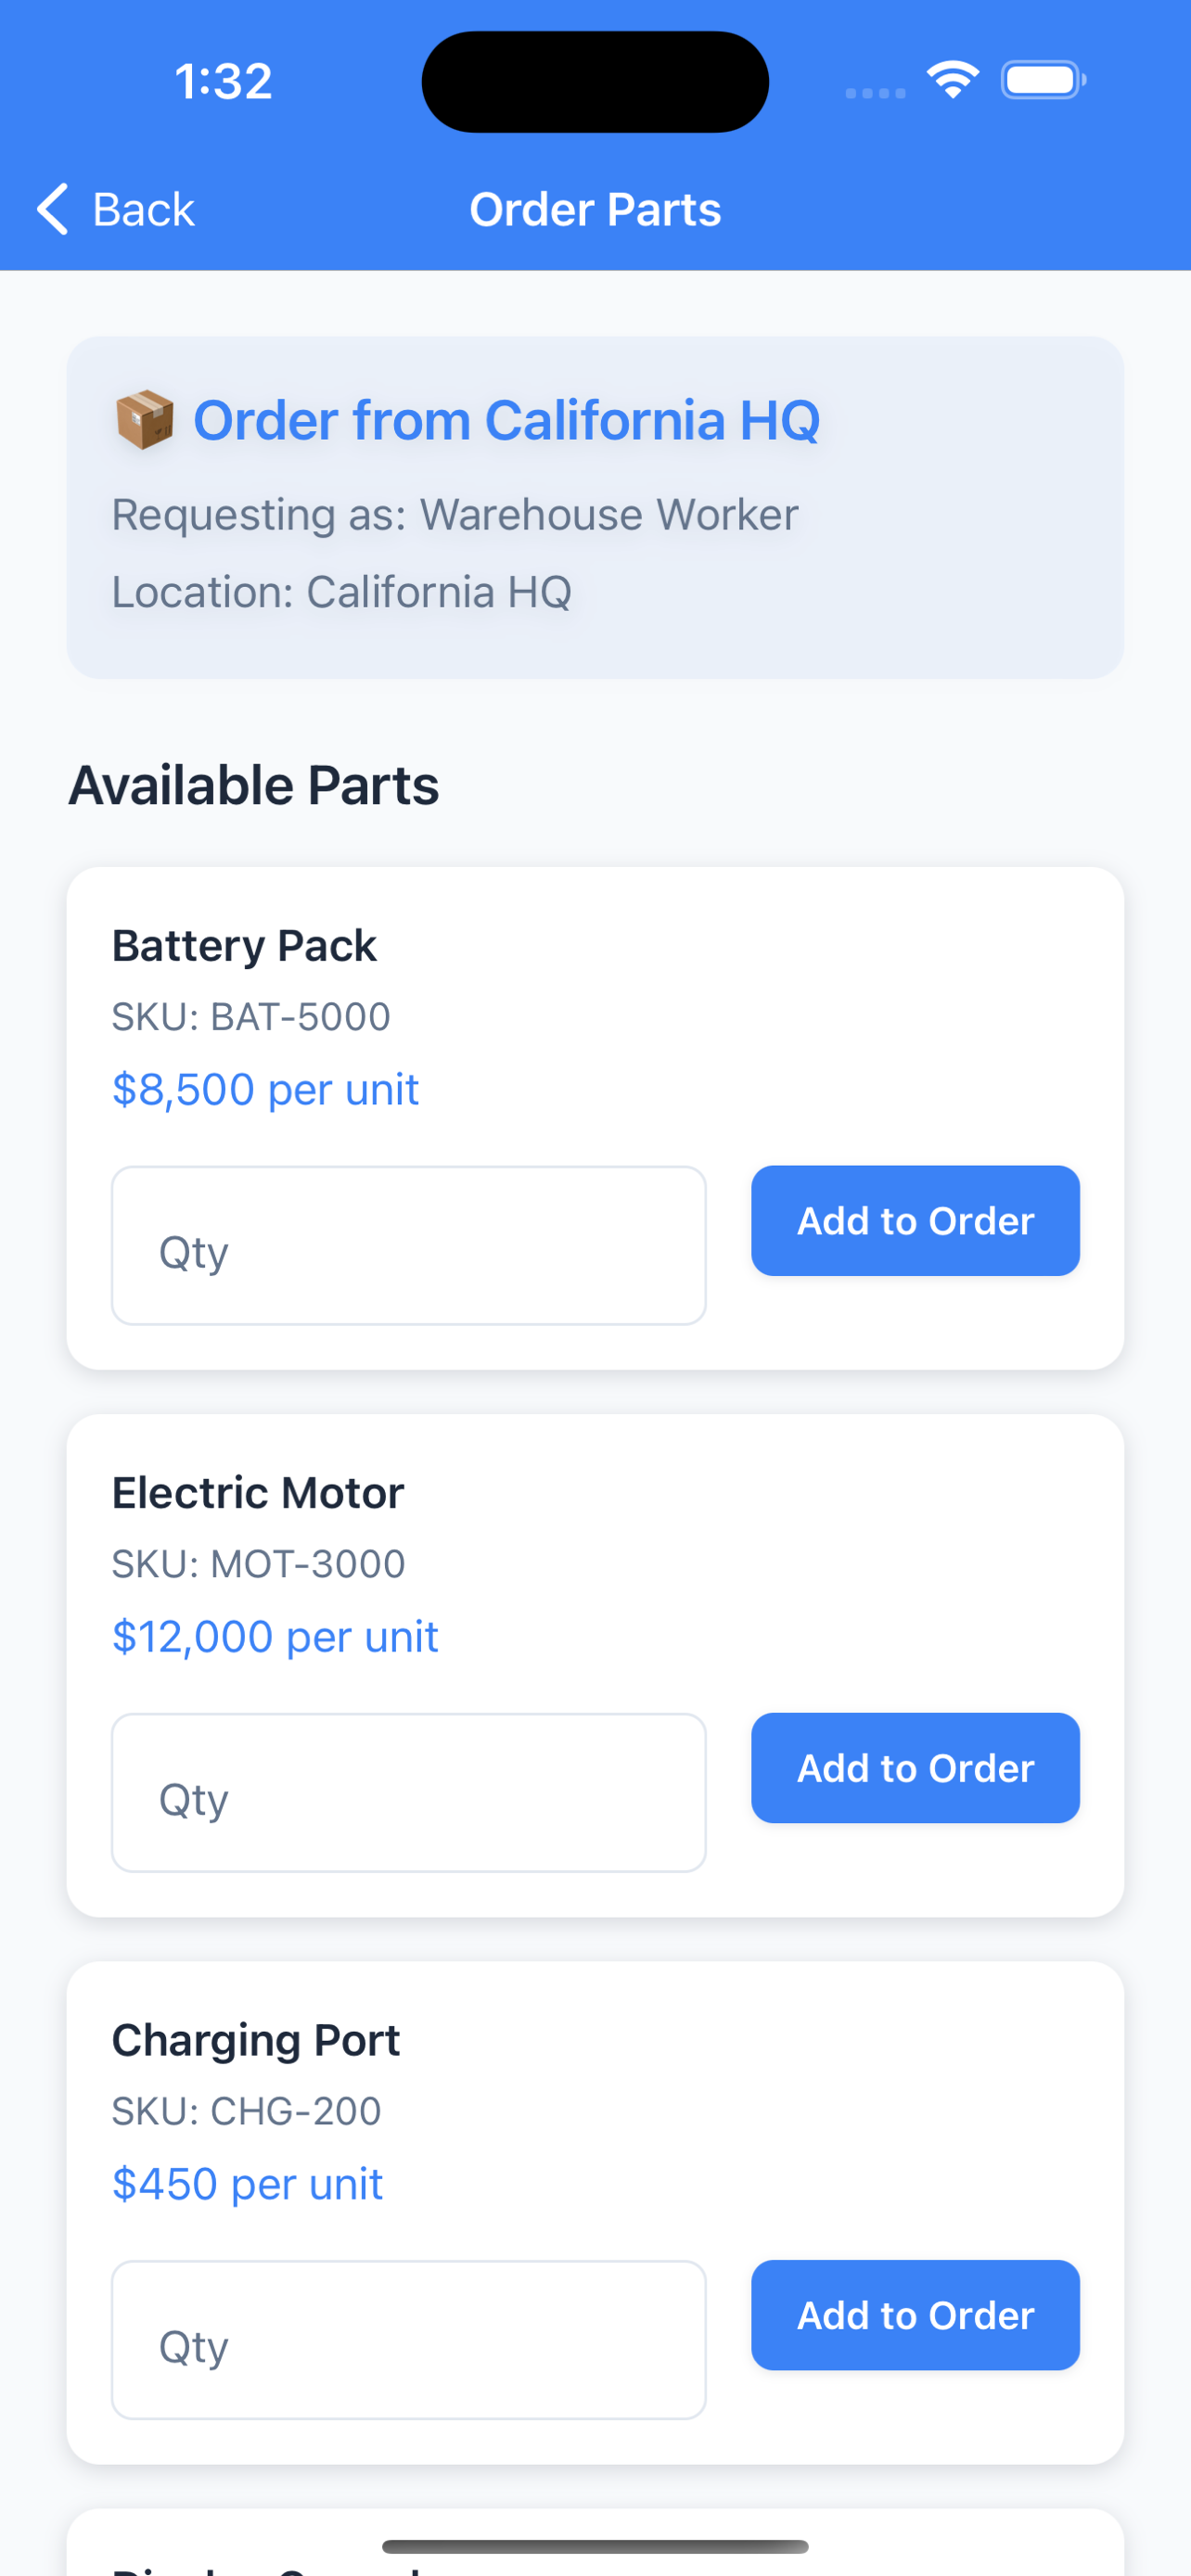 1:32
Back
Order Parts
📦 Order from California HQ
Requesting as: Warehouse Worker
Location: California HQ
Available Parts
Battery Pack
SKU: BAT-5000
$8,500 per unit
Qty
Add to Order
Electric Motor
SKU: MOT-3000
$12,000 per unit
Qty
Add to Order
Charging Port
SKU: CHG-200
$450 per unit
Qty
Add to Order